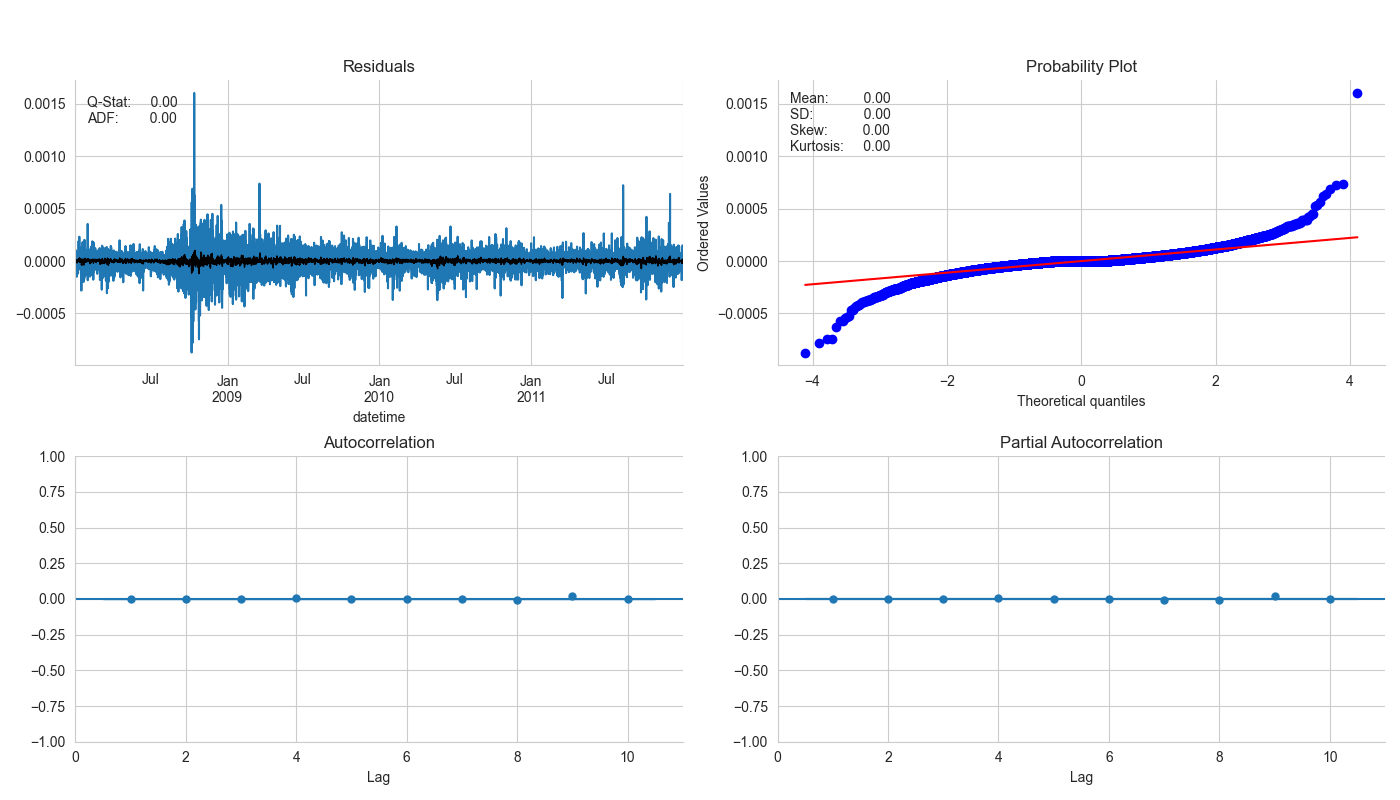 Residuals
Q-Stat: 0.00
ADF: 0.00
0.0015
0.0010
0.0005
0.0000
−0.0005
Jul
Jan
2009
Jul
Jan
2010
Jul
Jan
2011
Jul
datetime
Probability Plot
Mean: 0.00
SD: 0.00
Skew: 0.00
Kurtosis: 0.00
Ordered Values
0.0015
0.0010
0.0005
0.0000
−0.0005
−4 −2 0 2 4
Theoretical quantiles
Autocorrelation
1.00
0.75
0.50
0.25
0.00
−0.25
−0.50
−0.75
−1.00
0 2 4 6 8 10
Lag
Partial Autocorrelation
1.00
0.75
0.50
0.25
0.00
−0.25
−0.50
−0.75
−1.00
0 2 4 6 8 10
Lag